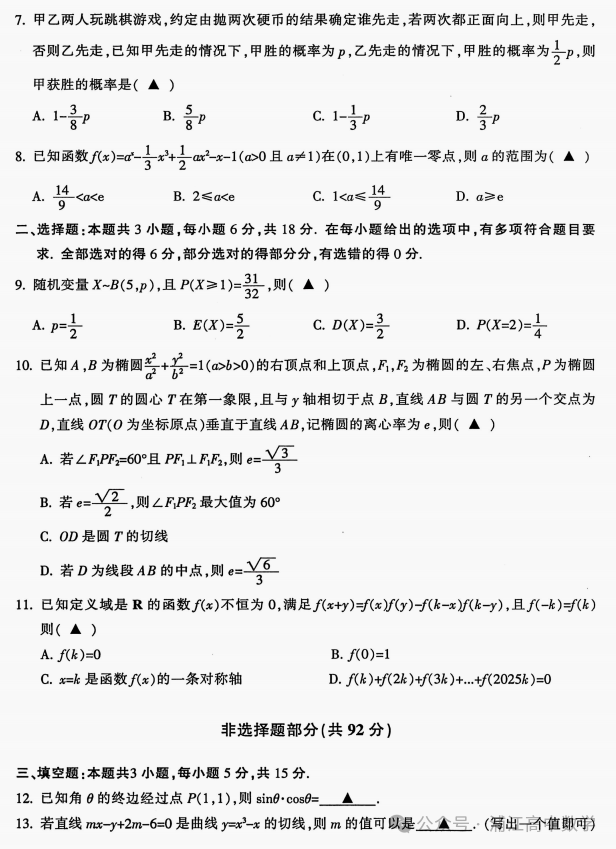 7. 甲乙两人玩跳棋游戏,约定由抛两次硬币的结果确定谁先走,若两次都正面向上,则甲先走,
否则乙先走,已知甲先走的情况下,甲胜的概率为p,乙先走的情况下,甲胜的概率为1/2p,则
甲获胜的概率是( ▲ )
A. 1-3/8p B. 5/8p C. 1-1/3p D. 2/3p
8. 已知函数f(x)=aˣ-1/3x³+1/2ax²-x-1(a>0且a≠1)在(0,1)上有唯一零点,则a的范围为( ▲ )
A. 14/9<a<e B. 2≤a<e C. 1<a≤14/9 D. a≥e
二、选择题:本题共3小题,每小题6分,共18分. 在每小题给出的选项中,有多项符合题目要
求. 全部选对的得6分,部分选对的得部分分,有选错的得0分.
9. 随机变量X~B(5,p),且P(X≥1)=31/32,则( ▲ )
A. p=1/2 B. E(X)=5/2 C. D(X)=3/2 D. P(X=2)=1/4
10. 已知A,B为椭圆x²/a²+y²/b²=1(a>b>0)的右顶点和上顶点,F₁,F₂为椭圆的左、右焦点,P为椭圆
上一点,圆T的圆心T在第一象限,且与y轴相切于点B,直线AB与圆T的另一个交点为
D,直线OT(O为坐标原点)垂直于直线AB,记椭圆的离心率为e,则( ▲ )
A. 若∠F₁PF₂=60°且PF₁⊥F₁F₂,则e=√3/3
B. 若e=√2/2,则∠F₁PF₂最大值为60°
C. OD是圆T的切线
D. 若D为线段AB的中点,则e=√6/3
11. 已知定义域是R的函数f(x)不恒为0,满足f(x+y)=f(x)f(y)-f(k-x)f(k-y),且f(-k)=f(k)
则( ▲ )
A. f(k)=0 B. f(0)=1
C. x=k是函数f(x)的一条对称轴 D. f(k)+f(2k)+f(3k)+...+f(2025k)=0
非选择题部分(共92分)
三、填空题:本题共3小题,每小题5分,共15分.
12. 已知角θ的终边经过点P(1,1),则sinθ·cosθ=▲.
13. 若直线mx-y+2m-6=0是曲线y=x³-x的切线,则m的值可以是▲.(写出一个值即可)
公众号·浦江高中数学